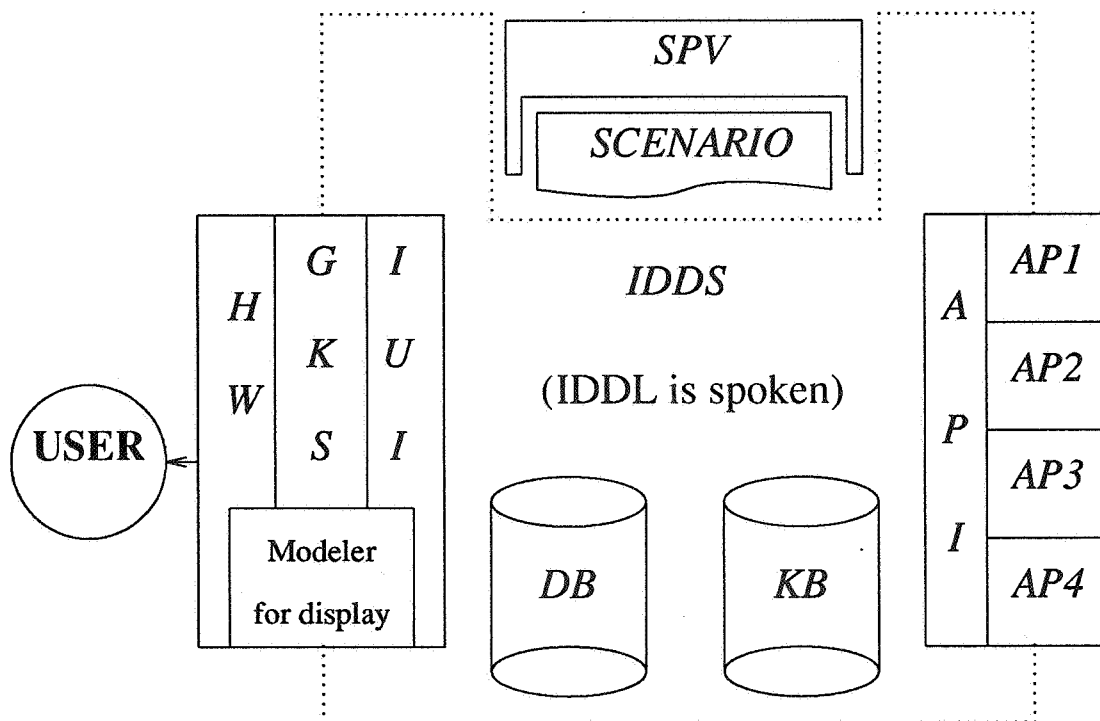 SPV
SCENARIO
IDDS
(IDDL is spoken)
USER
H
W
G
K
S
I
U
I
Modeler
for display
DB
KB
A
P
I
AP1
AP2
AP3
AP4